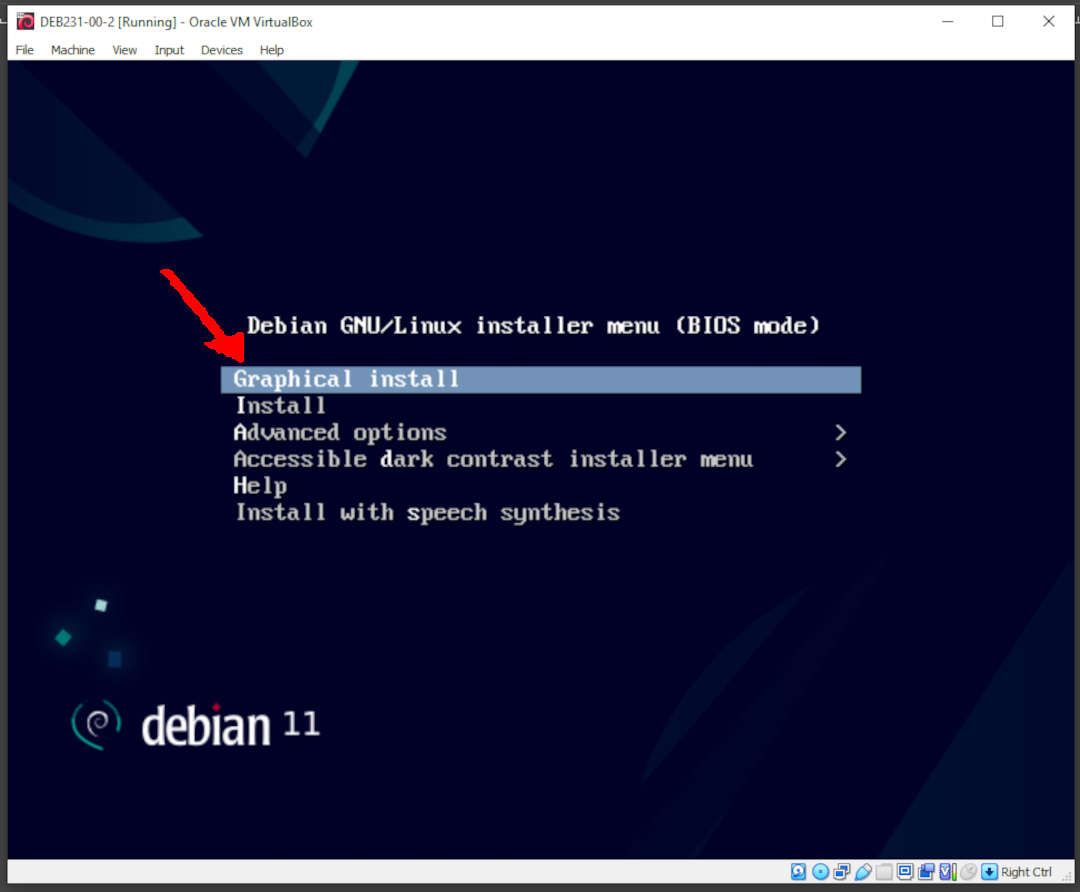 DEB231-00-2 [Running] - Oracle VM VirtualBox
File Machine View Input Devices Help
Debian GNU/Linux installer menu (BIOS mode)
Graphical install
Install
Advanced options >
Accessible dark contrast installer menu >
Help
Install with speech synthesis
debian 11
Right Ctrl